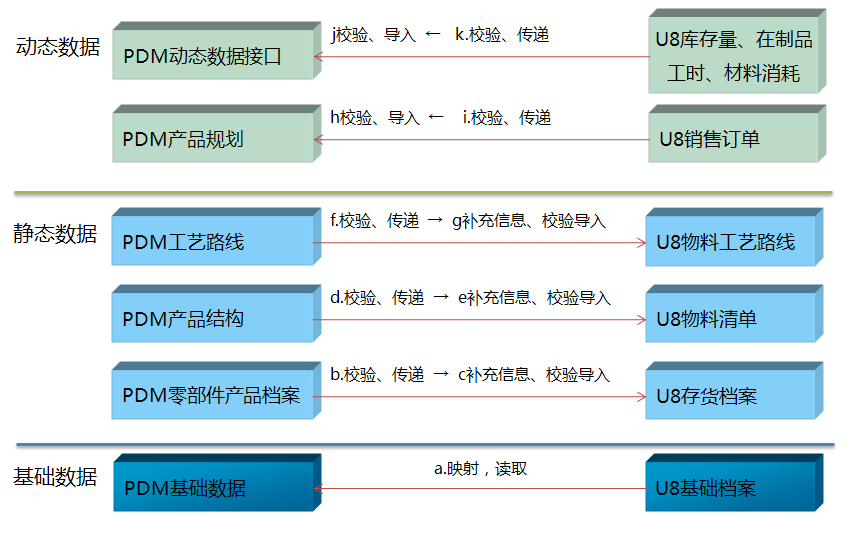 动态数据
PDM动态数据接口
j校验、导入 ← k.校验、传递
U8库存量、在制品
工时、材料消耗
PDM产品规划
h校验、导入 ← i.校验、传递
U8销售订单
静态数据
PDM工艺路线
f.校验、传递 → g补充信息、校验导入
U8物料工艺路线
PDM产品结构
d.校验、传递 → e补充信息、校验导入
U8物料清单
PDM零部件产品档案
b.校验、传递 → c补充信息、校验导入
U8存货档案
基础数据
PDM基础数据
a.映射，读取
U8基础档案